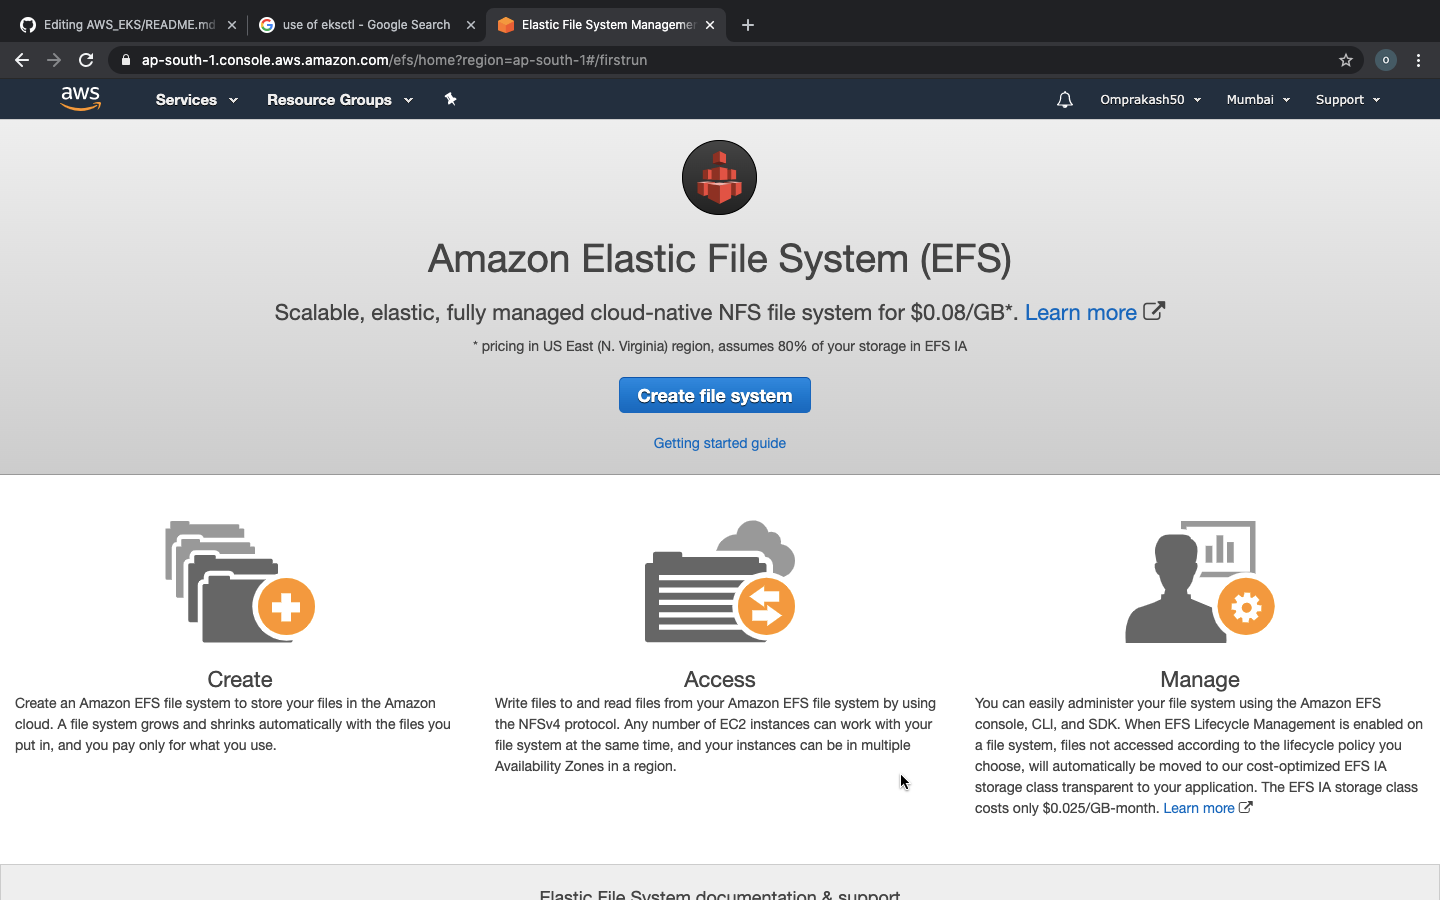 Editing AWS_EKS/README.md
use of eksctl - Google Search
Elastic File System Managemen
ap-south-1.console.aws.amazon.com/efs/home?region=ap-south-1#/firstrun
O
aws
Services
Resource Groups
Omprakash50
Mumbai
Support
Amazon Elastic File System (EFS)
Scalable, elastic, fully managed cloud-native NFS file system for $0.08/GB*. Learn more
* pricing in US East (N. Virginia) region, assumes 80% of your storage in EFS IA
Create file system
Getting started guide
Create
Create an Amazon EFS file system to store your files in the Amazon
cloud. A file system grows and shrinks automatically with the files you
put in, and you pay only for what you use.
Access
Write files to and read files from your Amazon EFS file system by using
the NFSv4 protocol. Any number of EC2 instances can work with your
file system at the same time, and your instances can be in multiple
Availability Zones in a region.
Manage
You can easily administer your file system using the Amazon EFS
console, CLI, and SDK. When EFS Lifecycle Management is enabled on
a file system, files not accessed according to the lifecycle policy you
choose, will automatically be moved to our cost-optimized EFS IA
storage class transparent to your application. The EFS IA storage class
costs only $0.025/GB-month. Learn more
Elastic File System documentation & support